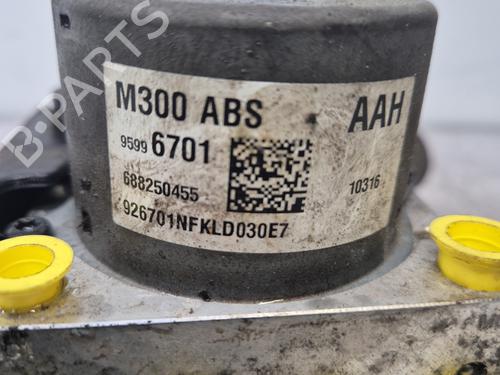 M300 ABS AAH
9599 6701
688250455 10316
926701NFKLD030E7
B-Parts